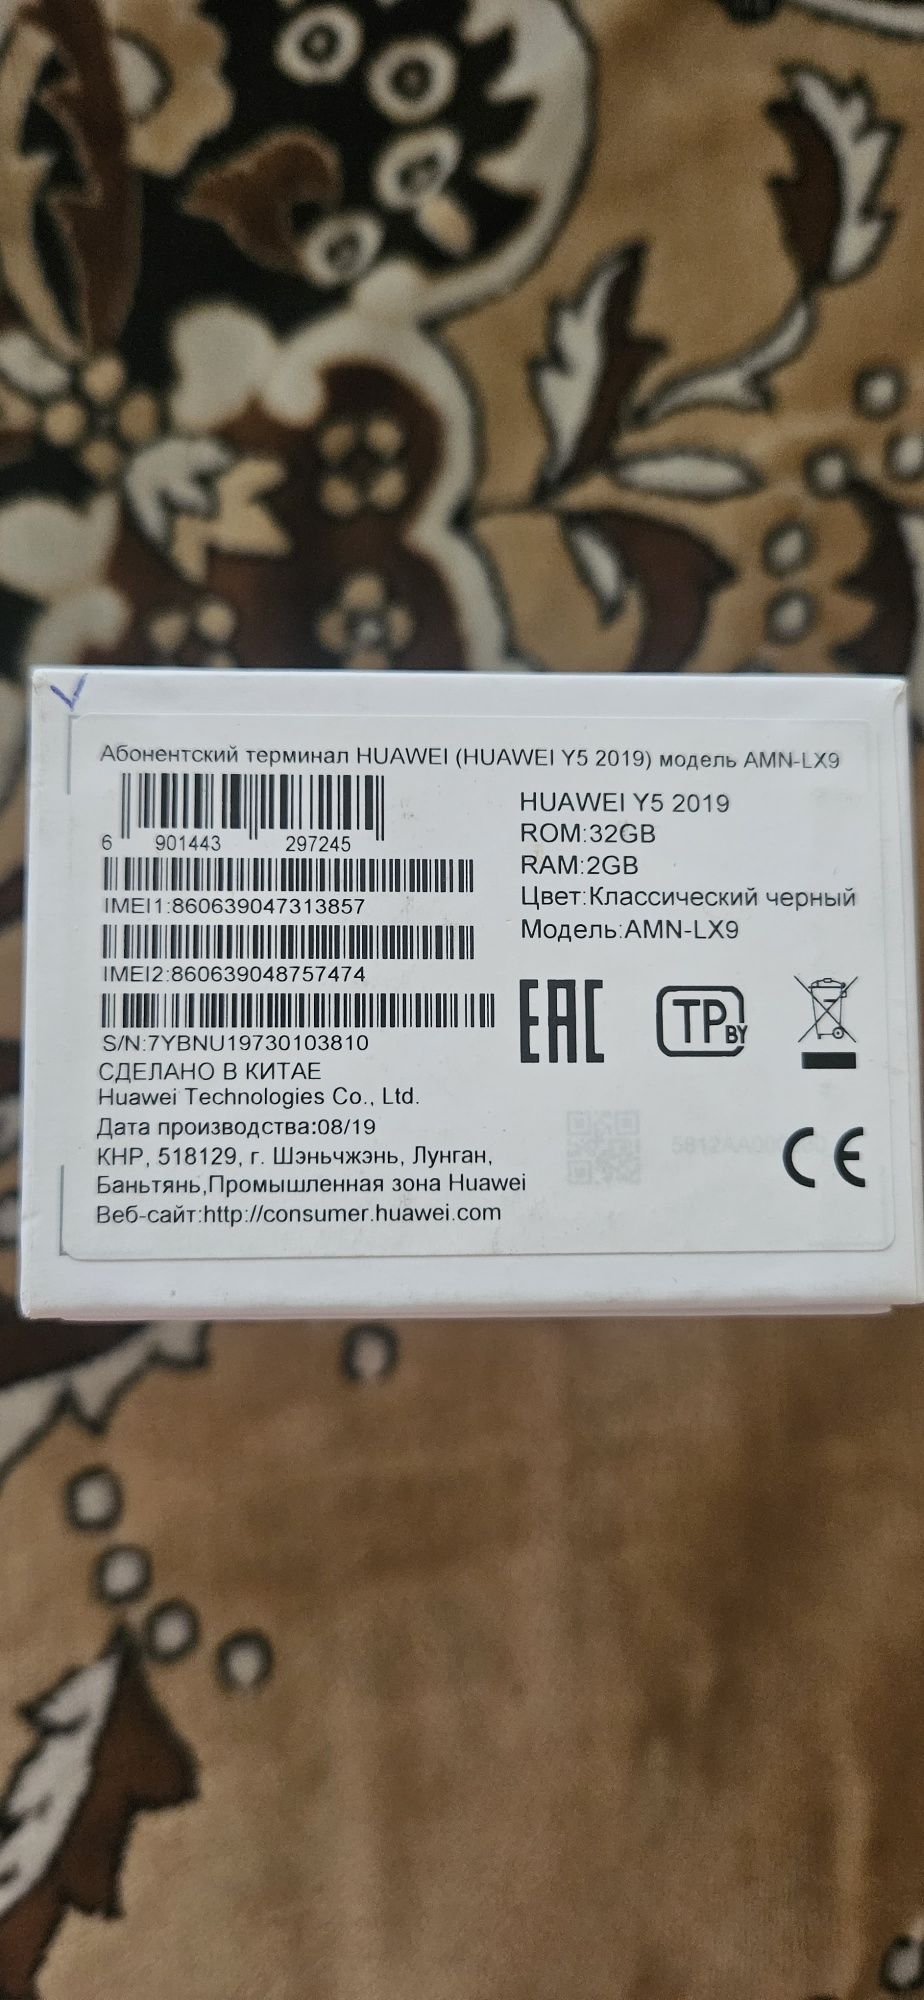 Абонентский терминал HUAWEI (HUAWEI Y5 2019) модель AMN-LX9
6 901443 297245
IMEI1:860639047313857
IMEI2:860639048757474
S/N:7YBNU19730103810
СДЕЛАНО В КИТАЕ
Huawei Technologies Co., Ltd.
Дата производства:08/19
КНР, 518129, г. Шэньчжэнь, Лунган,
Баньтянь,Промышленная зона Huawei
Веб-сайт:http://consumer.huawei.com
HUAWEI Y5 2019
ROM:32GB
RAM:2GB
Цвет:Классический черный
Модель:AMN-LX9
EAC
TP BY
CE